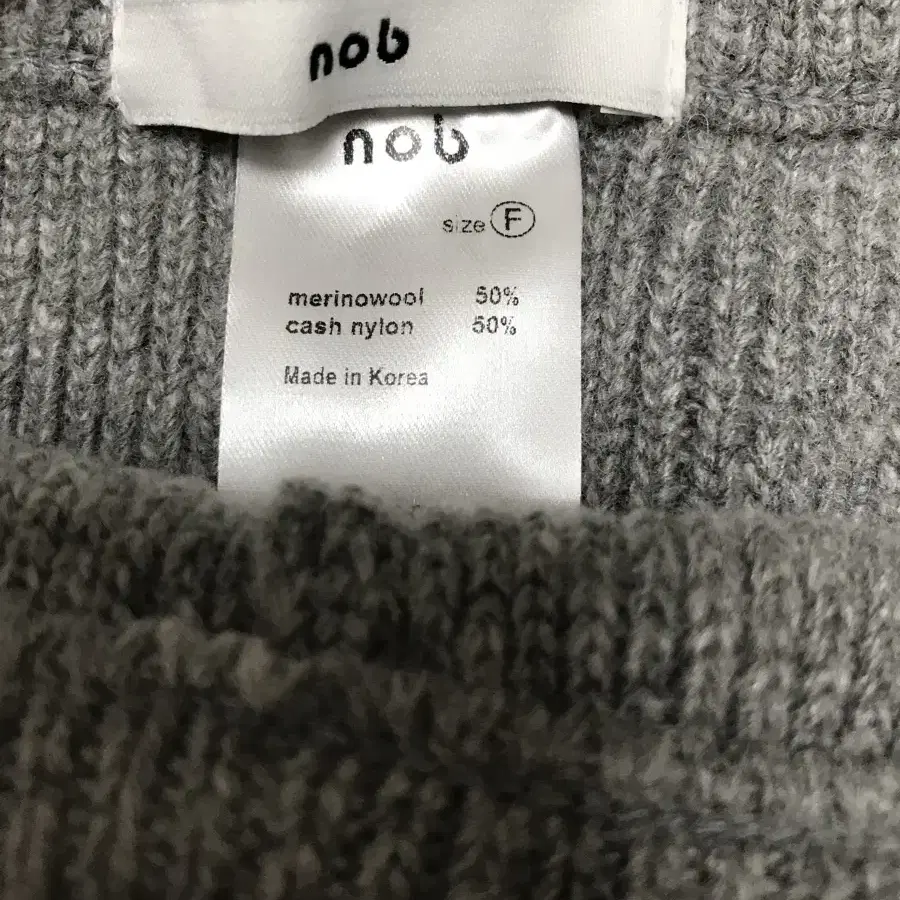 nob
nob
size F
merinowool 50%
cash nylon 50%
Made in Korea